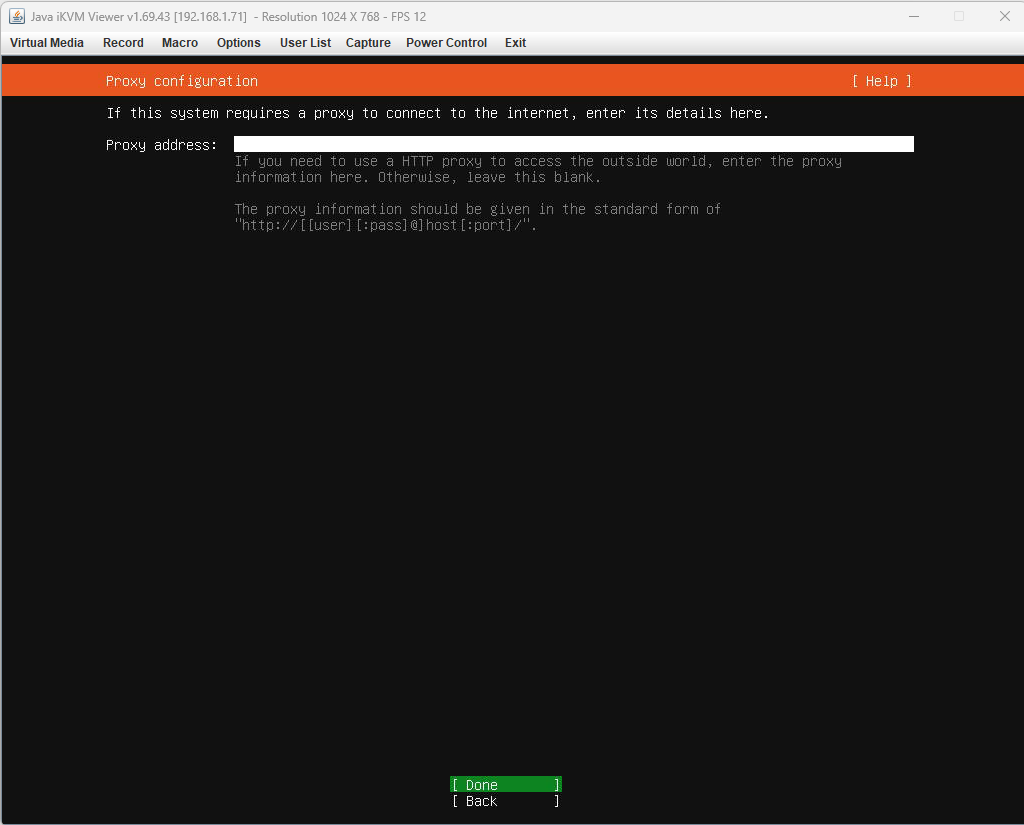 Java iKVM Viewer v1.69.43 [192.168.1.71]  - Resolution 1024 X 768 - FPS 12
Virtual Media Record Macro Options User List Capture Power Control Exit
Proxy configuration [ Help ]
If this system requires a proxy to connect to the internet, enter its details here.
Proxy address:
If you need to use a HTTP proxy to access the outside world, enter the proxy
information here. Otherwise, leave this blank.
The proxy information should be given in the standard form of
"http://[[user][:pass]@]host[:port]/".
[ Done ]
[ Back ]